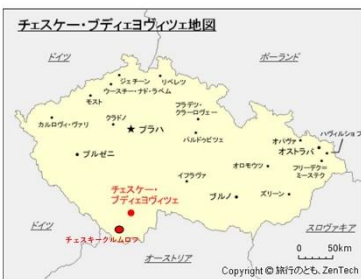 チェスケー・ブディェヨヴィツェ地図
ドイツ
ポーランド
ジェチーン
リベレツ
ウースチー・ナド・ラベム
モスト
カルロヴィ・ヴァリ
クラドノ
フラデツ・
クラーロヴェー
プラハ
パルドゥビツェ
プルゼニ
オパヴァ
ハヴィルショフ
オストラバ
オロモウツ
フリーデク=
ミーステク
イフラヴァ
チェスケー・
ブディェヨヴィツェ
ブルノ
ズリーン
ドイツ
チェスキークルムロフ
スロヴァキア
オーストリア
0 50km
Copyright © 旅行のとも、ZenTech